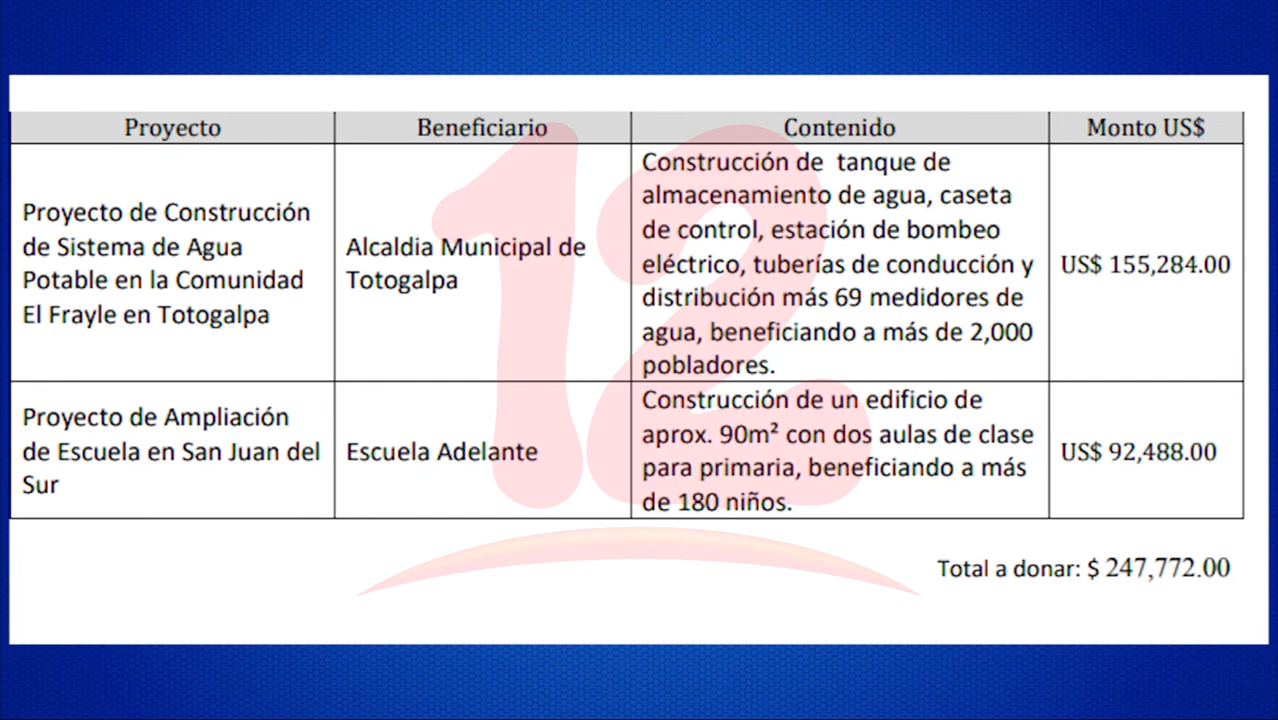 Proyecto
Beneficiario
Contenido
Monto US$
Proyecto de Construcción
de Sistema de Agua
Potable en la Comunidad
El Frayle en Totogalpa
Alcaldia Municipal de
Totogalpa
Construcción de tanque de
almacenamiento de agua, caseta
de control, estación de bombeo
eléctrico, tuberías de conducción y
distribución más 69 medidores de
agua, beneficiando a más de 2,000
pobladores.
US$ 155,284.00
Proyecto de Ampliación
de Escuela en San Juan del
Sur
Escuela Adelante
Construcción de un edificio de
aprox. 90m² con dos aulas de clase
para primaria, beneficiando a más
de 180 niños.
US$ 92,488.00
Total a donar: $ 247,772.00
12